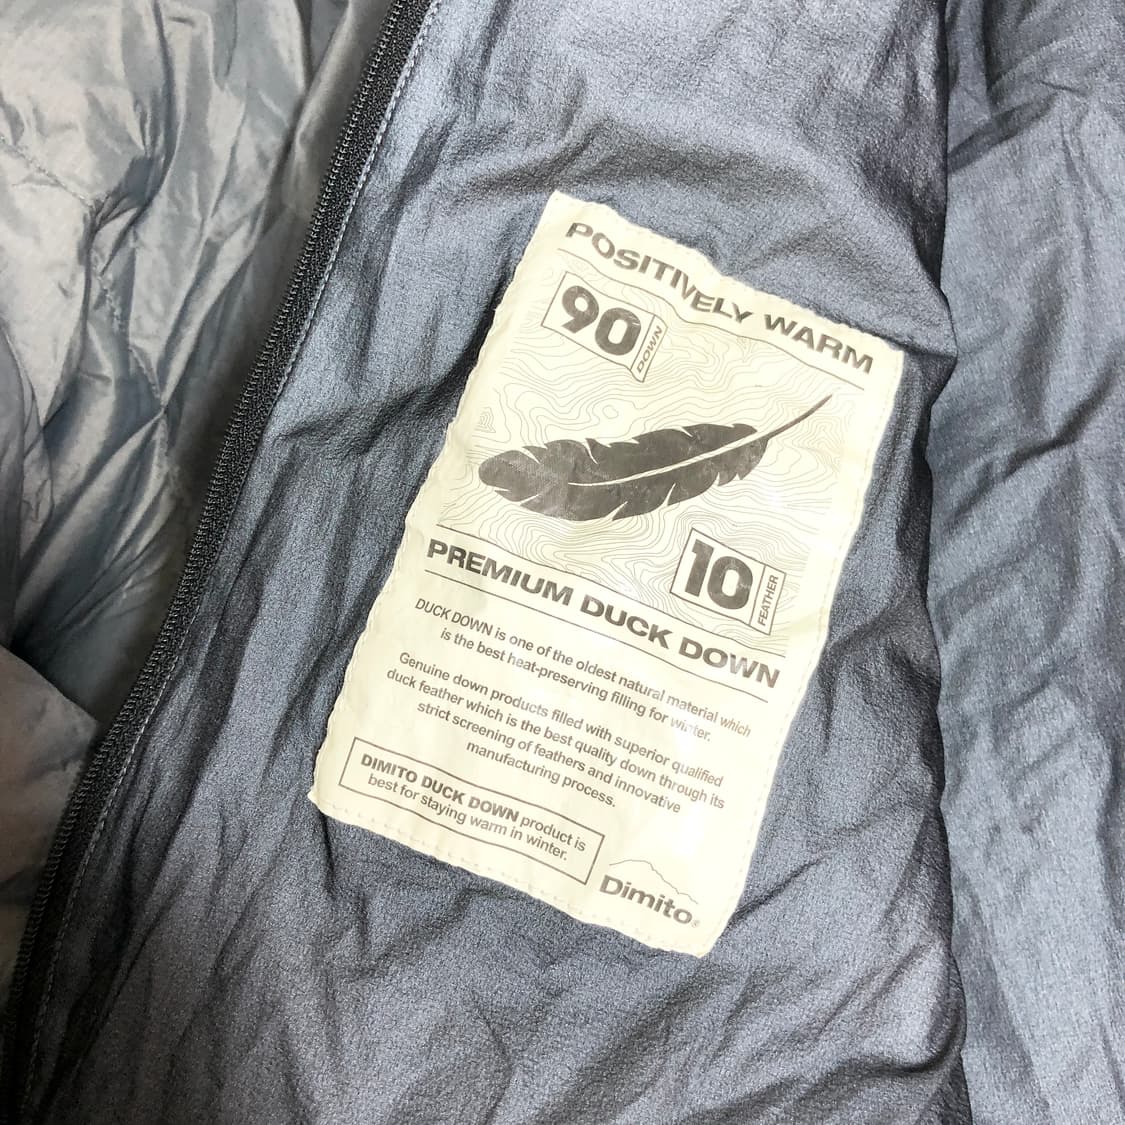 POSITIVELY WARM
90 DOWN
10 FEATHER
PREMIUM DUCK DOWN
DUCK DOWN is one of the oldest natural material which
is the best heat-preserving filling for winter.
Genuine down products filled with superior qualified
duck feather which is the best quality down through its
strict screening of feathers and innovative
manufacturing process.
DIMITO DUCK DOWN product is
best for staying warm in winter.
Dimito®